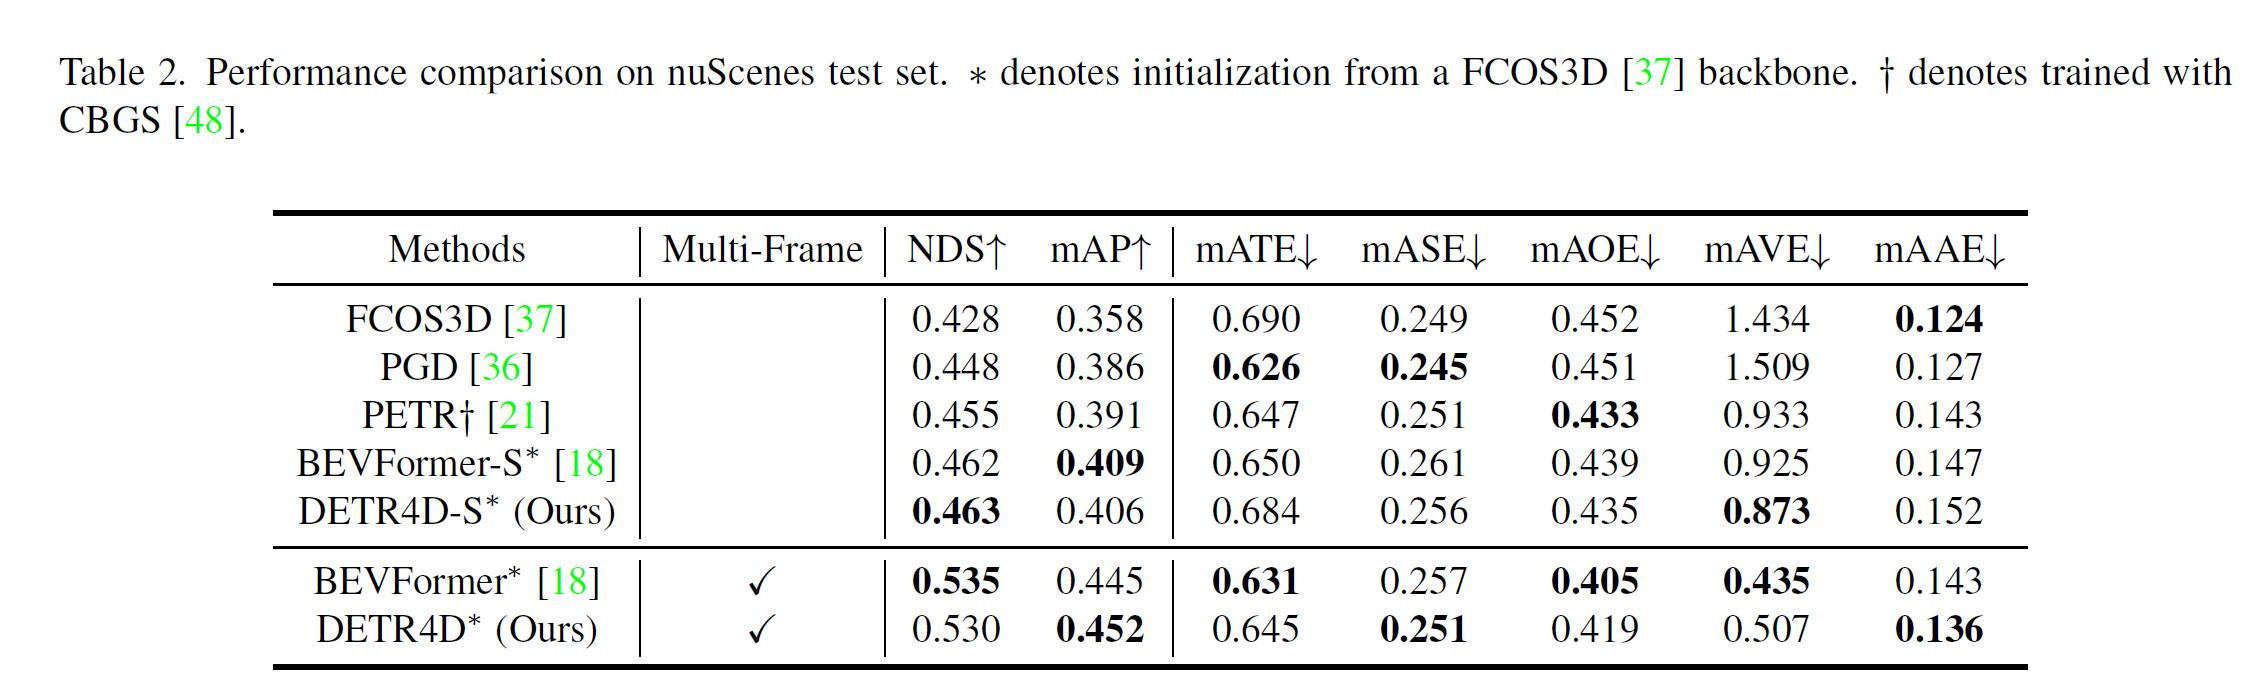 Table 2. Performance comparison on nuScenes test set. ∗ denotes initialization from a FCOS3D [37] backbone. † denotes trained with
CBGS [48].
Methods Multi-Frame NDS↑ mAP↑ mATE↓ mASE↓ mAOE↓ mAVE↓ mAAE↓
FCOS3D [37] 0.428 0.358 0.690 0.249 0.452 1.434 0.124
PGD [36] 0.448 0.386 0.626 0.245 0.451 1.509 0.127
PETR† [21] 0.455 0.391 0.647 0.251 0.433 0.933 0.143
BEVFormer-S* [18] 0.462 0.409 0.650 0.261 0.439 0.925 0.147
DETR4D-S* (Ours) 0.463 0.406 0.684 0.256 0.435 0.873 0.152
BEVFormer* [18] ✓ 0.535 0.445 0.631 0.257 0.405 0.435 0.143
DETR4D* (Ours) ✓ 0.530 0.452 0.645 0.251 0.419 0.507 0.136